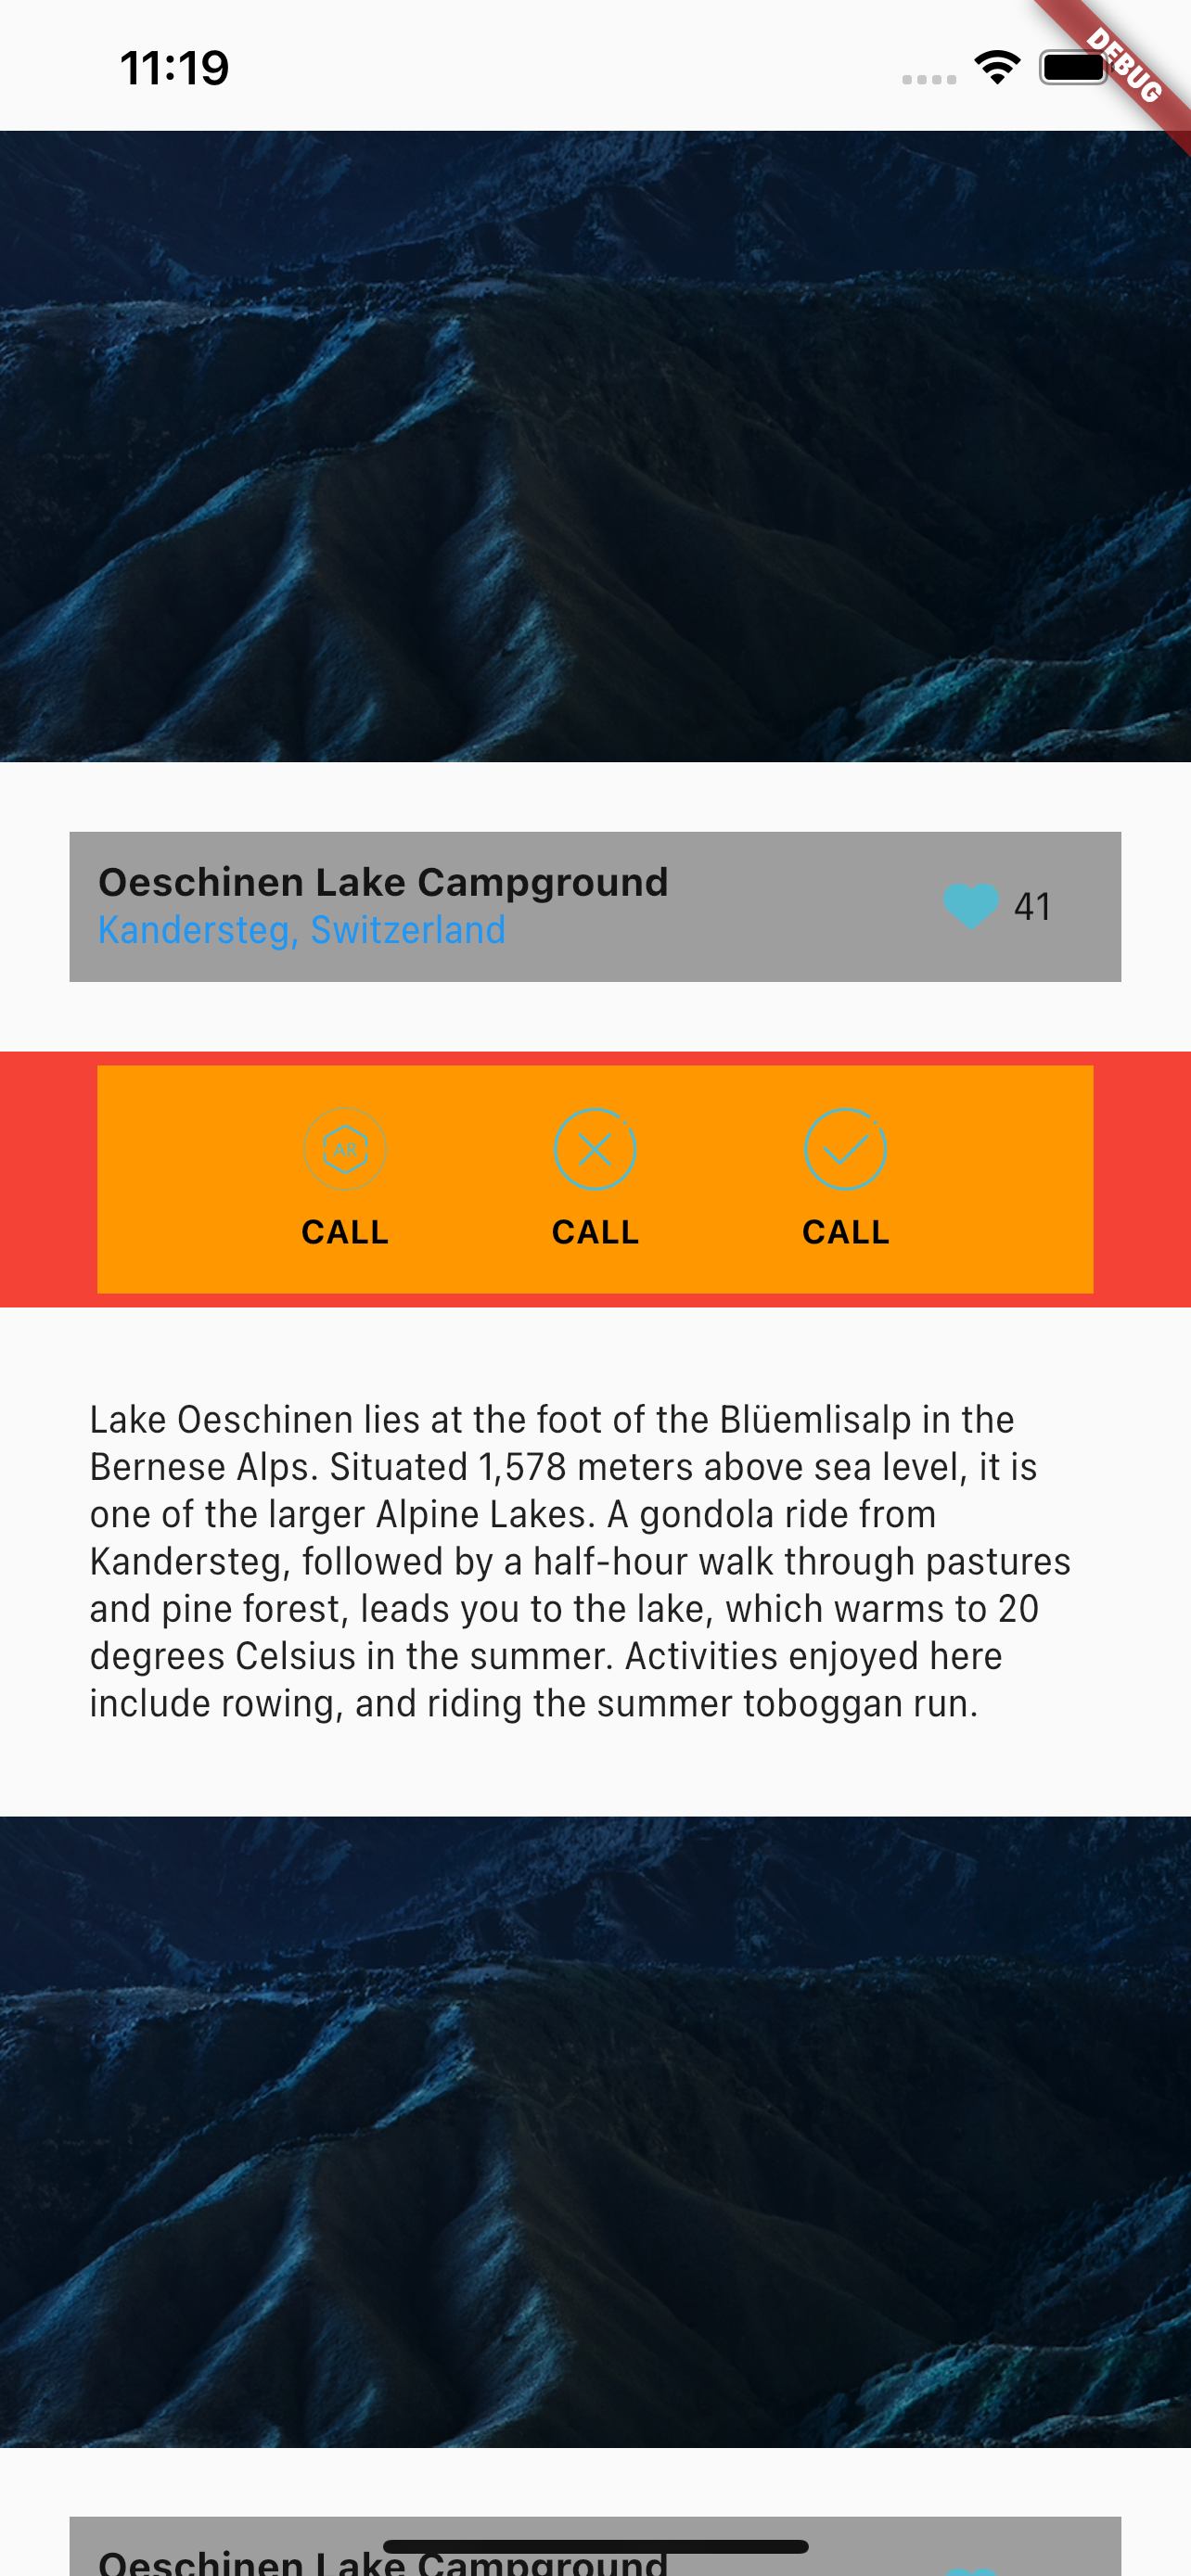 11:19
DEBUG
Oeschinen Lake Campground
Kandersteg, Switzerland
41
AR
CALL CALL CALL
Lake Oeschinen lies at the foot of the Blüemlisalp in the
Bernese Alps. Situated 1,578 meters above sea level, it is
one of the larger Alpine Lakes. A gondola ride from
Kandersteg, followed by a half-hour walk through pastures
and pine forest, leads you to the lake, which warms to 20
degrees Celsius in the summer. Activities enjoyed here
include rowing, and riding the summer toboggan run.
Oeschinen Lake Campground